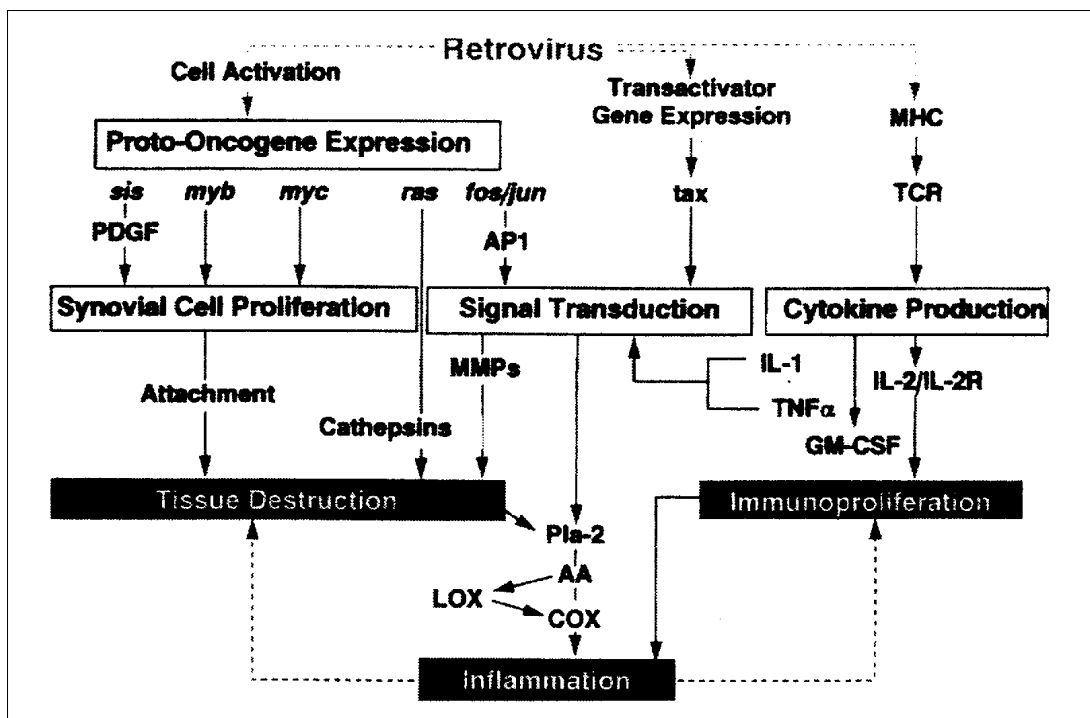 Retrovirus
Cell Activation
Transactivator
Gene Expression
MHC
Proto-Oncogene Expression
sis myb myc ras fos/jun
tax
TCR
PDGF
AP1
Synovial Cell Proliferation
Signal Transduction
Cytokine Production
MMPs
IL-1
IL-2/IL-2R
Attachment
TNFα
Cathepsins
GM-CSF
Tissue Destruction
Immunoproliferation
Pla-2
AA
LOX
COX
Inflammation